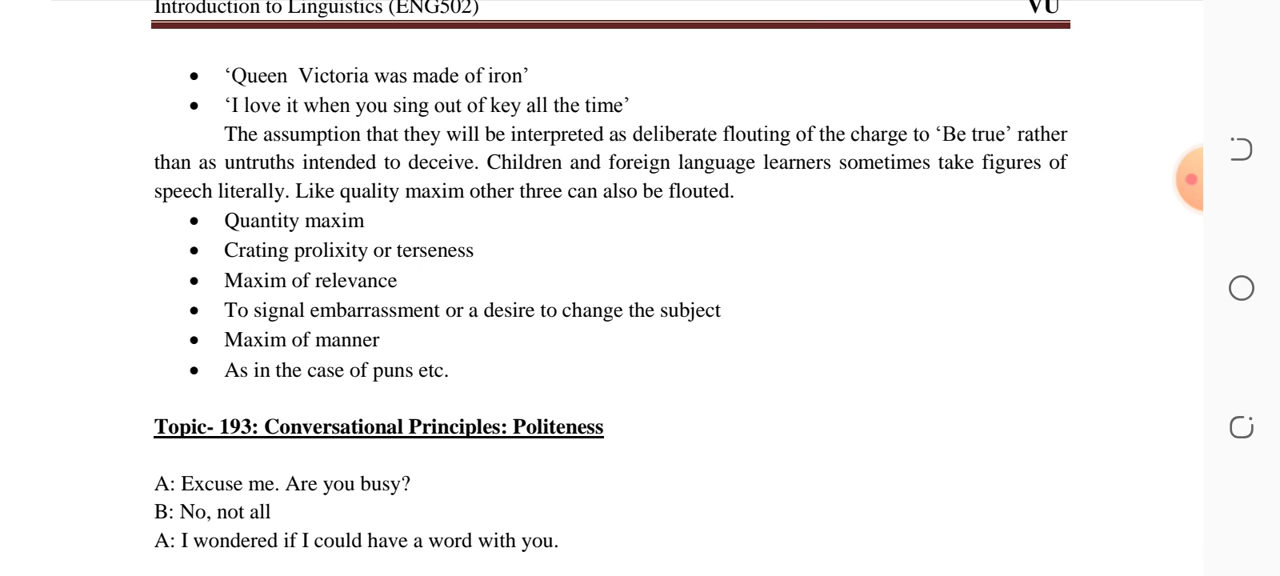 Introduction to Linguistics (ENG502) VU
• ‘Queen  Victoria was made of iron’
• ‘I love it when you sing out of key all the time’
The assumption that they will be interpreted as deliberate flouting of the charge to ‘Be true’ rather
than as untruths intended to deceive. Children and foreign language learners sometimes take figures of
speech literally. Like quality maxim other three can also be flouted.
• Quantity maxim
• Crating prolixity or terseness
• Maxim of relevance
• To signal embarrassment or a desire to change the subject
• Maxim of manner
• As in the case of puns etc.
Topic- 193: Conversational Principles: Politeness
A: Excuse me. Are you busy?
B: No, not all
A: I wondered if I could have a word with you.